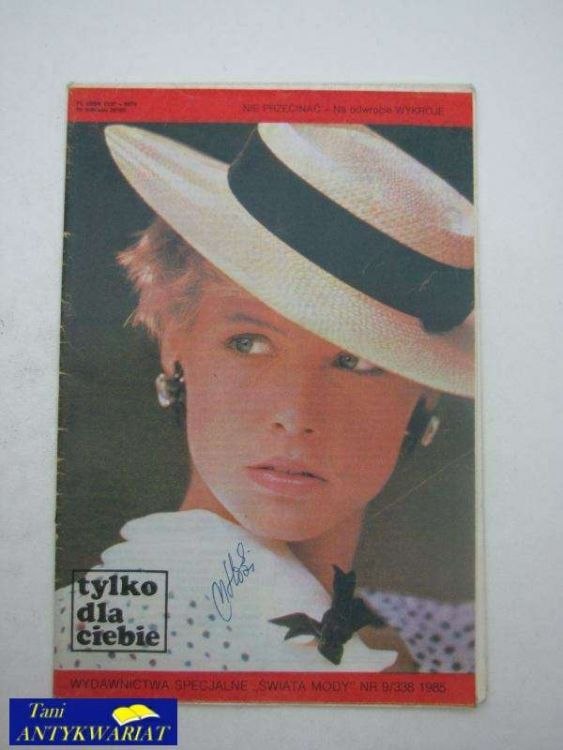 NIE PRZECINAĆ - Na odwrocie WYKROJE
tylko
dla
ciebie
WYDAWNICTWA SPECJALNE „ŚWIATA MODY" NR 9/338 1985
Tani
ANTYKWARIAT